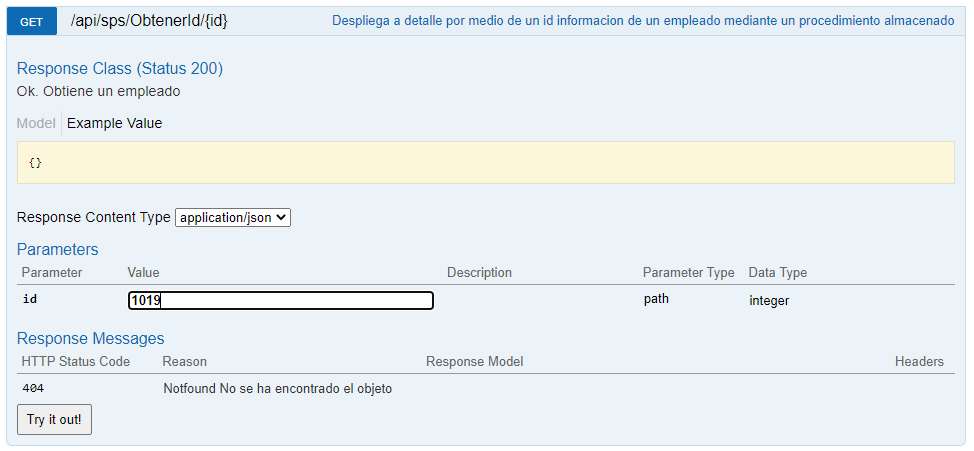 GET /api/sps/ObtenerId/{id} Despliega a detalle por medio de un id informacion de un empleado mediante un procedimiento almacenado
Response Class (Status 200)
Ok. Obtiene un empleado
Model Example Value
{}
Response Content Type application/json
Parameters
Parameter Value Description Parameter Type Data Type
id 1019 path integer
Response Messages
HTTP Status Code Reason Response Model Headers
404 Notfound No se ha encontrado el objeto
Try it out!